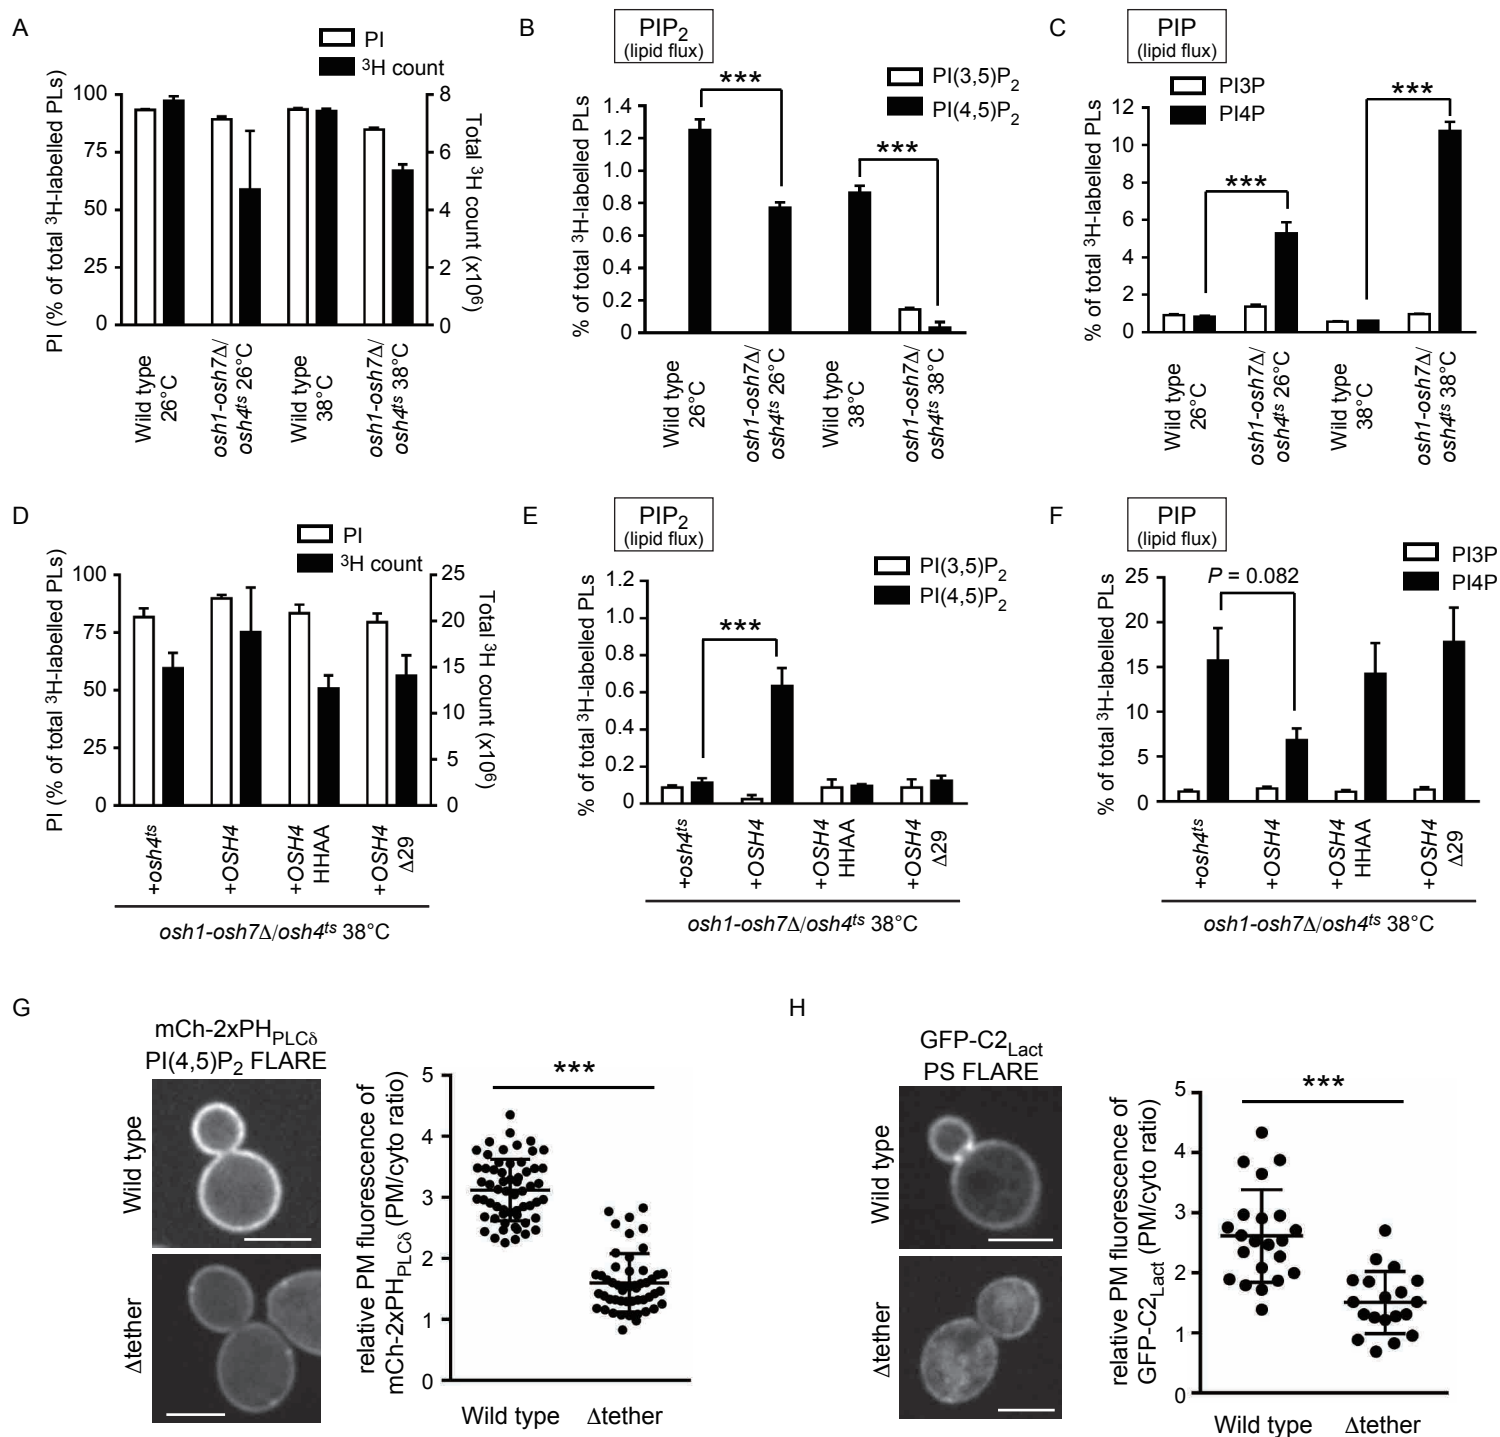 A
PI
³H count
PI (% of total ³H-labelled PLs)
100
75
50
25
0
8
6
4
2
0
Total ³H count (x10⁶)
Wild type
26°C
osh1-osh7Δ/
osh4ᵗˢ 26°C
Wild type
38°C
osh1-osh7Δ/
osh4ᵗˢ 38°C
B
PIP₂
(lipid flux)
PI(3,5)P₂
PI(4,5)P₂
% of total ³H-labelled PLs
1.4
1.2
1.0
0.8
0.6
0.4
0.2
0
***
***
Wild type
26°C
osh1-osh7Δ/
osh4ᵗˢ 26°C
Wild type
38°C
osh1-osh7Δ/
osh4ᵗˢ 38°C
C
PIP
(lipid flux)
PI3P
PI4P
% of total ³H-labelled PLs
12
10
8
6
4
2
0
***
***
Wild type
26°C
osh1-osh7Δ/
osh4ᵗˢ 26°C
Wild type
38°C
osh1-osh7Δ/
osh4ᵗˢ 38°C
D
PI
³H count
PI (% of total ³H-labelled PLs)
100
75
50
25
0
25
20
15
10
5
0
Total ³H count (x10⁶)
+osh4ᵗˢ
+OSH4
+OSH4
HHAA
+OSH4
Δ29
osh1-osh7Δ/osh4ᵗˢ 38°C
E
PIP₂
(lipid flux)
PI(3,5)P₂
PI(4,5)P₂
% of total ³H-labelled PLs
1.2
1.0
0.8
0.6
0.4
0.2
0
***
+osh4ᵗˢ
+OSH4
+OSH4
HHAA
+OSH4
Δ29
osh1-osh7Δ/osh4ᵗˢ 38°C
F
PIP
(lipid flux)
PI3P
PI4P
% of total ³H-labelled PLs
25
20
15
10
5
0
P = 0.082
+osh4ᵗˢ
+OSH4
+OSH4
HHAA
+OSH4
Δ29
osh1-osh7Δ/osh4ᵗˢ 38°C
G
mCh-2xPH_PLCδ
PI(4,5)P₂ FLARE
Wild type
Δtether
relative PM fluorescence of
mCh-2xPH_PLCδ (PM/cyto ratio)
5
4
3
2
1
0
***
Wild type
Δtether
H
GFP-C2_Lact
PS FLARE
Wild type
Δtether
relative PM fluorescence of
GFP-C2_Lact (PM/cyto ratio)
5
4
3
2
1
0
***
Wild type
Δtether